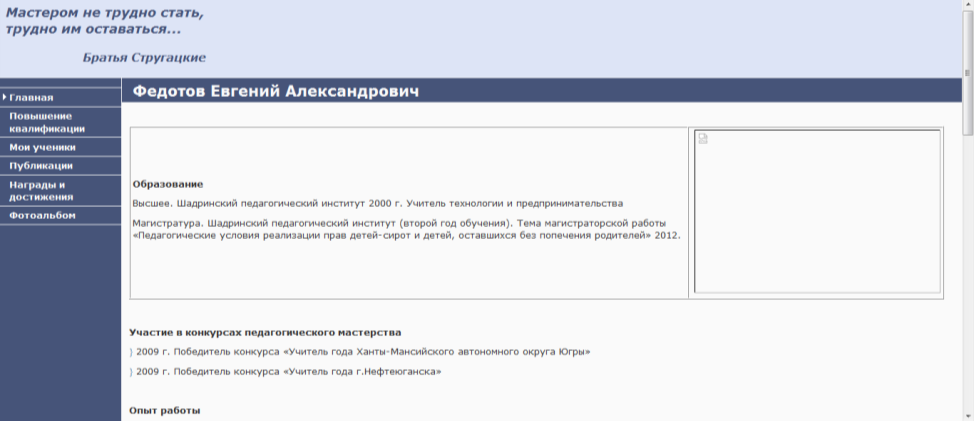 Мастером не трудно стать,
трудно им оставаться...
Братья Стругацкие
Главная
Повышение
квалификации
Мои ученики
Публикации
Награды и
достижения
Фотоальбом
Федотов Евгений Александрович
Образование
Высшее. Шадринский педагогический институт 2000 г. Учитель технологии и предпринимательства
Магистратура. Шадринский педагогический институт (второй год обучения). Тема магистраторской работы
«Педагогические условия реализации прав детей-сирот и детей, оставшихся без попечения родителей» 2012.
Участие в конкурсах педагогического мастерства
) 2009 г. Победитель конкурса «Учитель года Ханты-Мансийского автономного округа Югры»
) 2009 г. Победитель конкурса «Учитель года г.Нефтеюганска»
Опыт работы